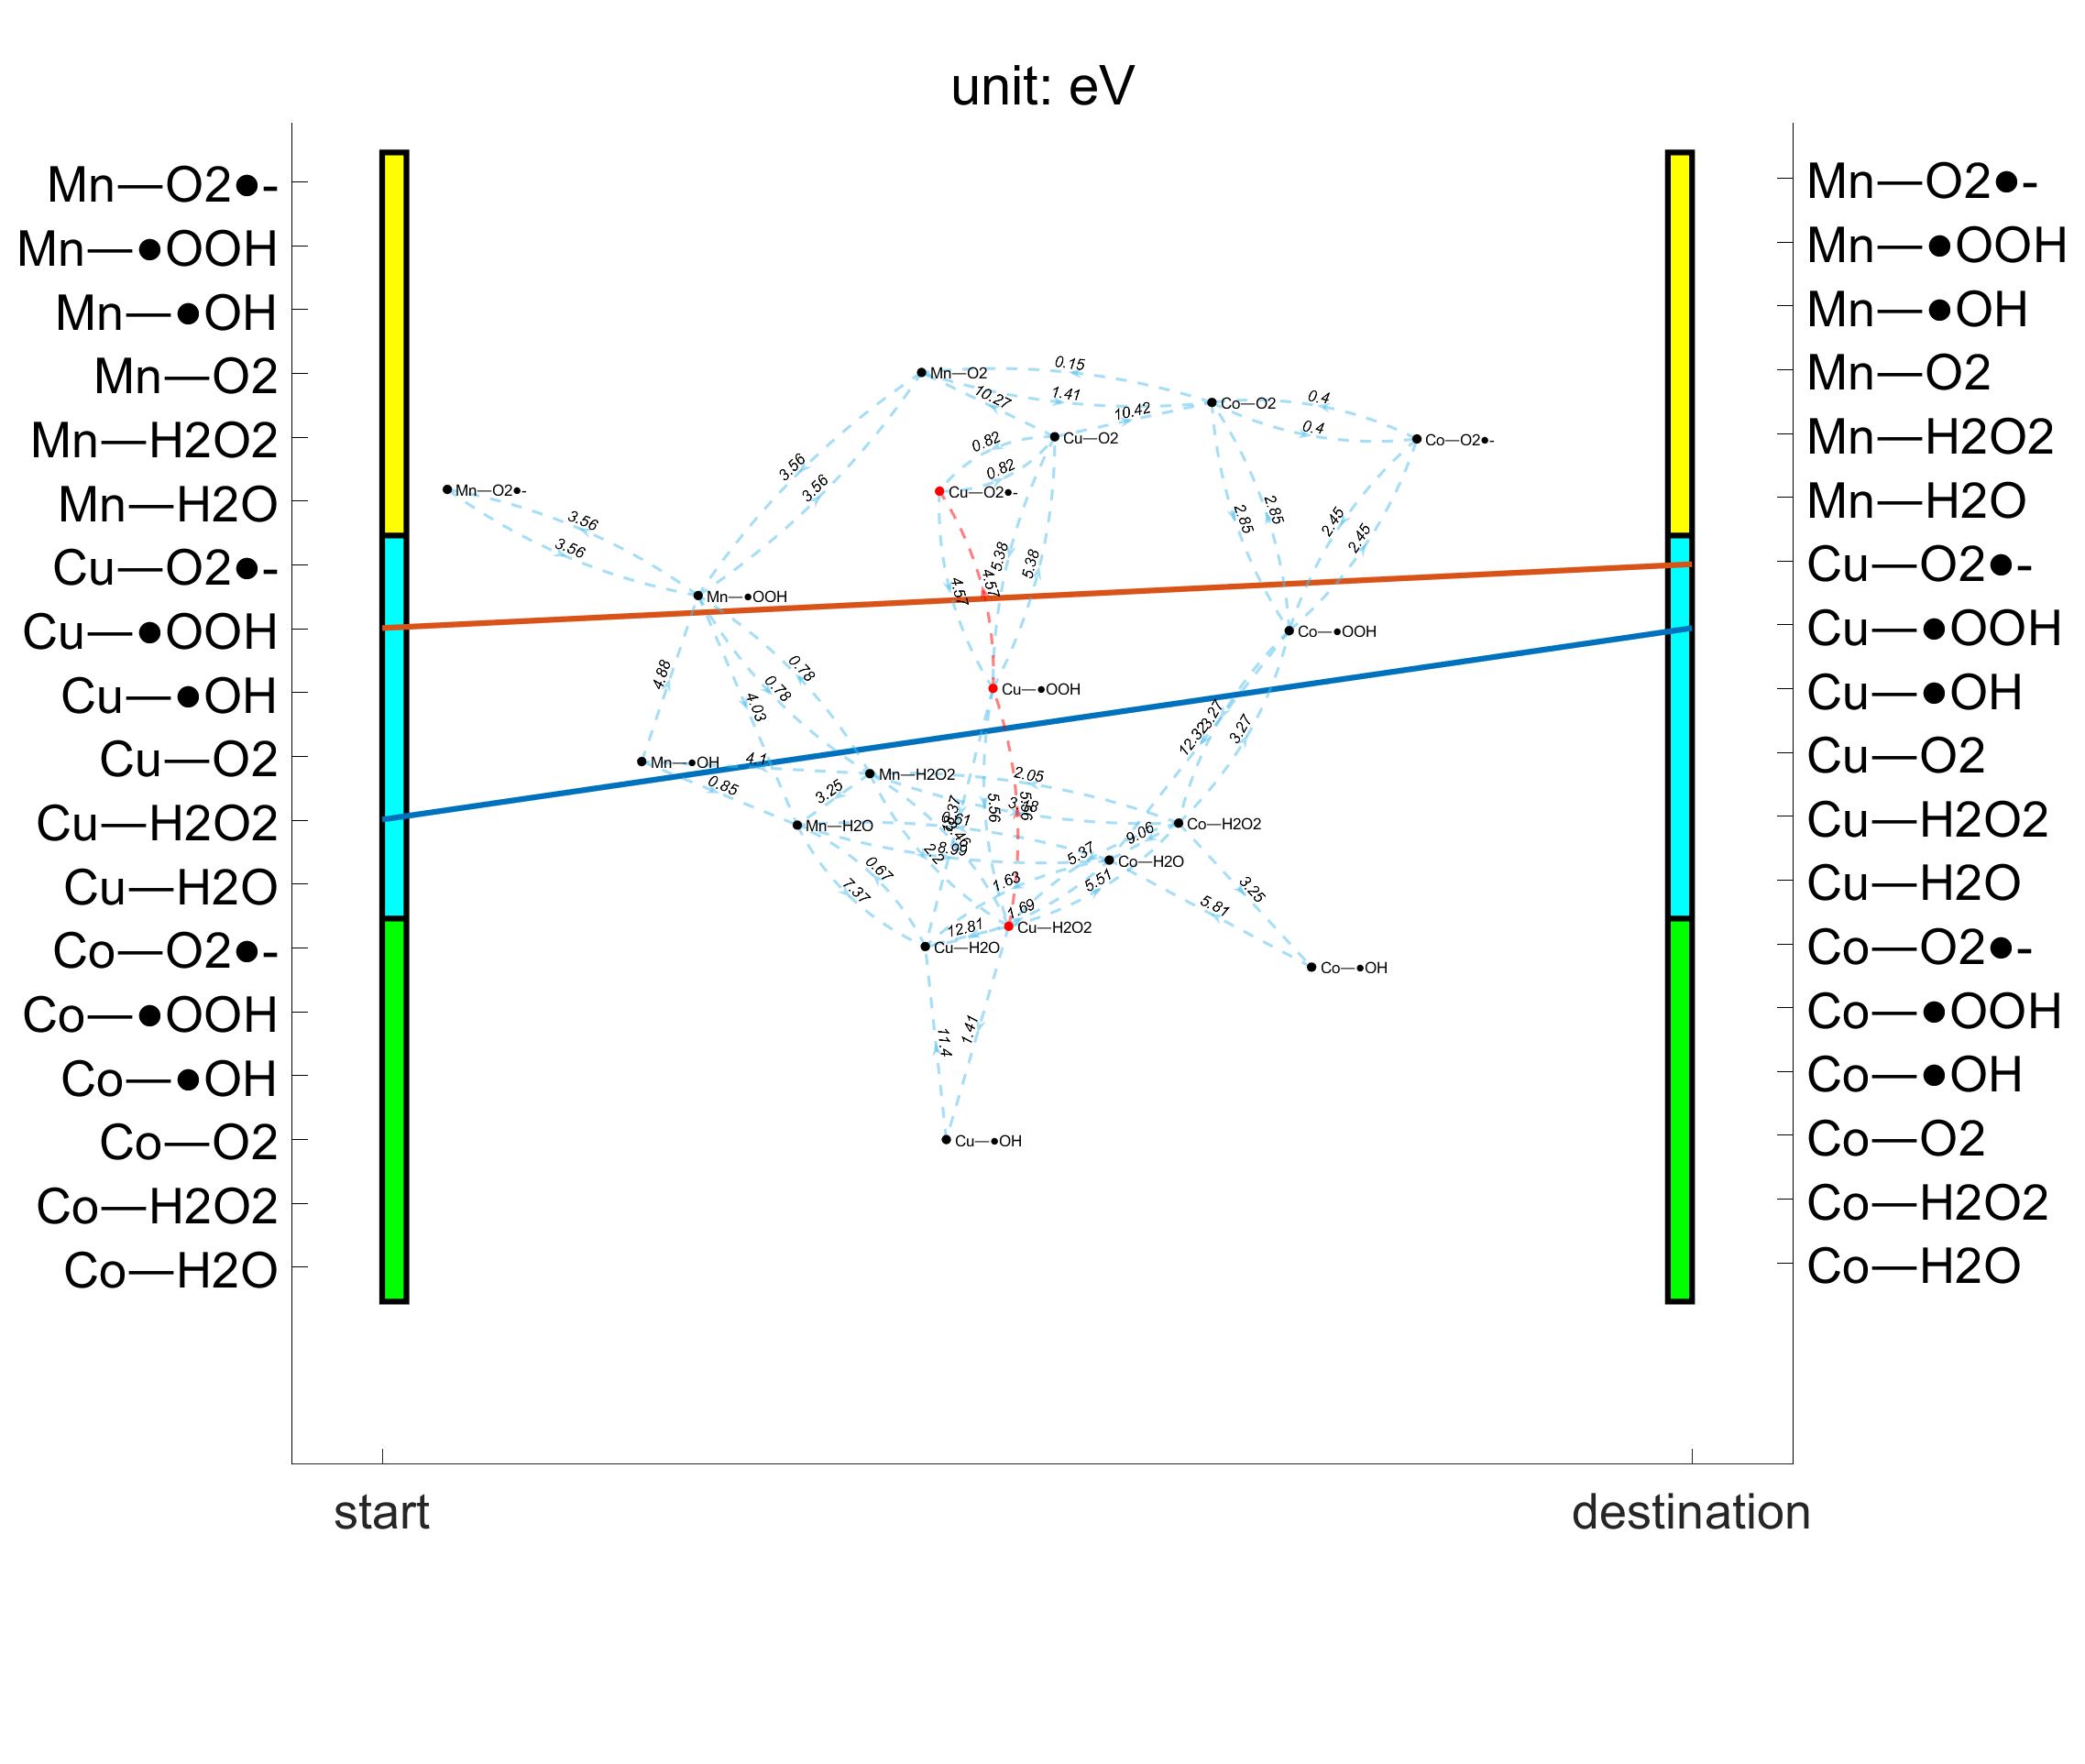 unit: eV
Mn—O2●-
Mn—●OOH
Mn—●OH
Mn—O2
Mn—H2O2
Mn—H2O
Cu—O2●-
Cu—●OOH
Cu—●OH
Cu—O2
Cu—H2O2
Cu—H2O
Co—O2●-
Co—●OOH
Co—●OH
Co—O2
Co—H2O2
Co—H2O
0.15
Mn—O2
10.27
1.41
10.42
Co—O2
0.4
0.4
Cu—O2
Co—O2●-
0.82
0.82
3.56
3.56
Mn—O2●-
Cu—O2●-
3.56
3.56
2.85
2.85
2.45
2.45
5.38
5.38
4.57
4.57
Mn—●OOH
Co—●OOH
4.88
0.78
0.78
4.03
Cu—●OOH
12.32
3.27
3.27
Mn—●OH
4.1
0.85
Mn—H2O2
2.05
3.25
5.56
5.56
Mn—H2O
Co—H2O2
9.06
8.99
2.2
5.37
Co—H2O
0.67
7.37
1.63
5.51
3.25
1.69
5.81
12.81
Cu—H2O2
Cu—H2O
Co—●OH
11.4
1.41
Cu—●OH
Mn—O2●-
Mn—●OOH
Mn—●OH
Mn—O2
Mn—H2O2
Mn—H2O
Cu—O2●-
Cu—●OOH
Cu—●OH
Cu—O2
Cu—H2O2
Cu—H2O
Co—O2●-
Co—●OOH
Co—●OH
Co—O2
Co—H2O2
Co—H2O
start
destination